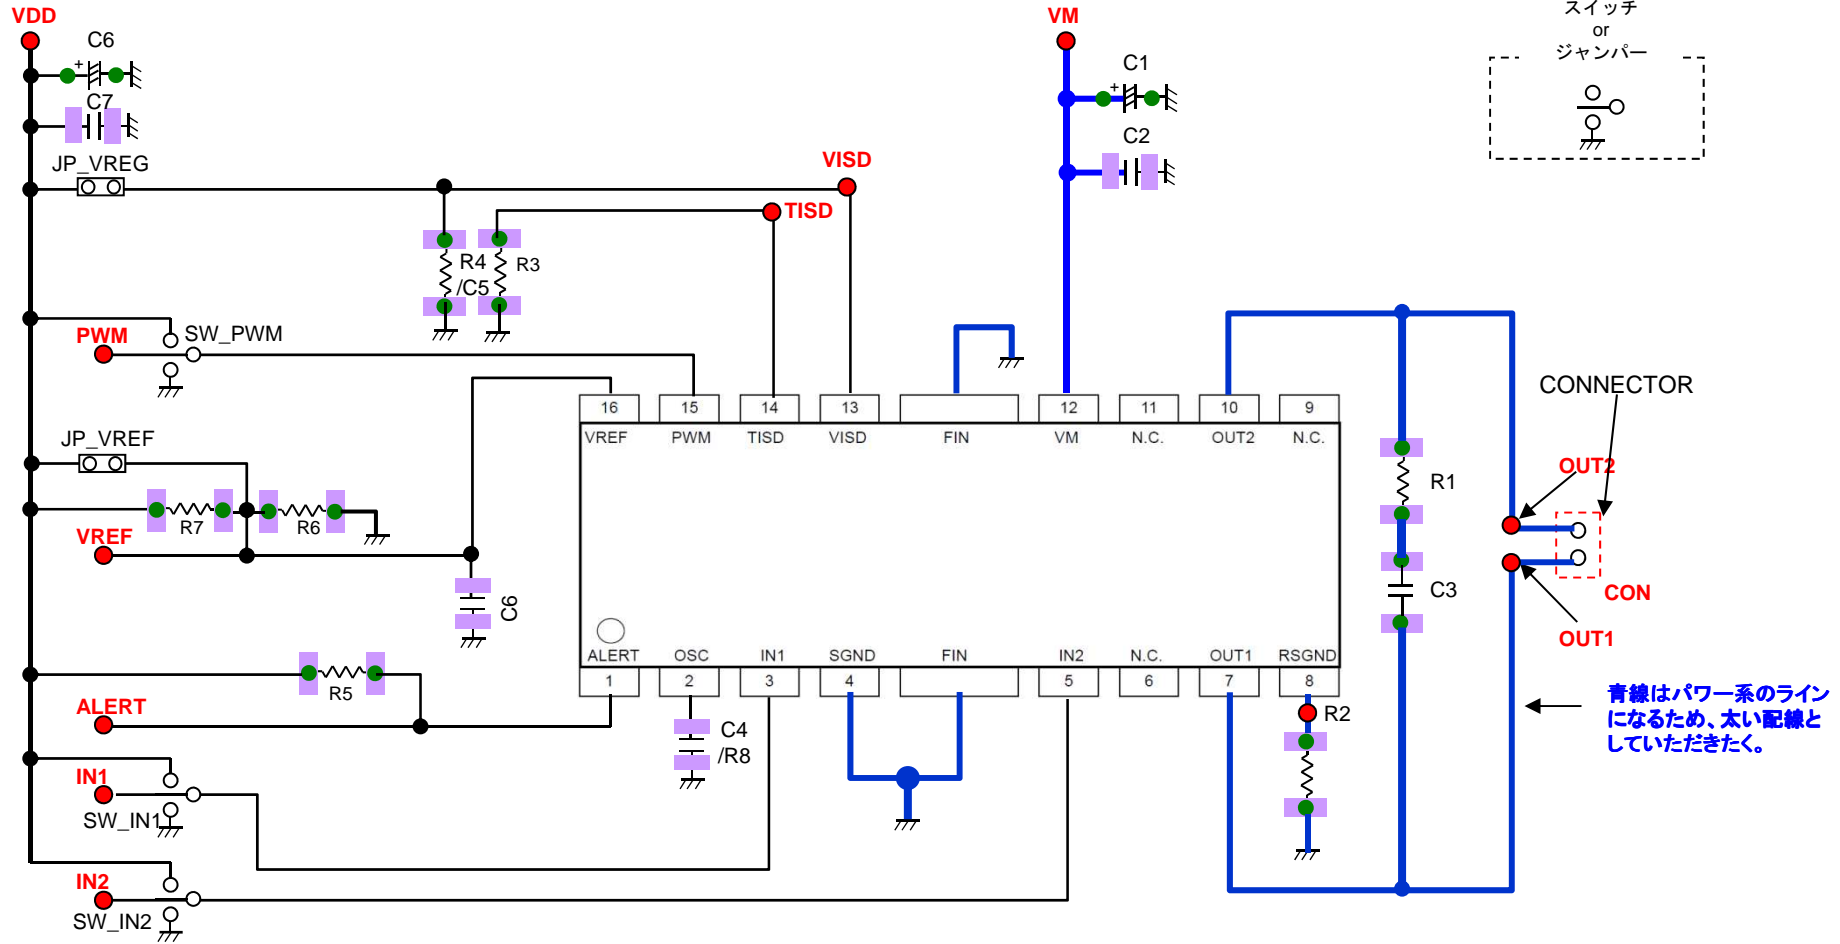 VDD
C6
+
C7
JP_VREG
VISD
TISD
R4
/C5
R3
VM
C1
+
C2
スイッチ
or
ジャンパー
PWM
SW_PWM
JP_VREF
R7
R6
VREF
C6
R5
ALERT
IN1
SW_IN1
IN2
SW_IN2
16 15 14 13 12 11 10 9
VREF PWM TISD VISD FIN VM N.C. OUT2 N.C.
ALERT OSC IN1 SGND FIN IN2 N.C. OUT1 RSGND
1 2 3 4 5 6 7 8
C4
/R8
R2
R1
C3
CONNECTOR
OUT2
CON
OUT1
青線はパワー系のライン
になるため、太い配線と
していただきたく。